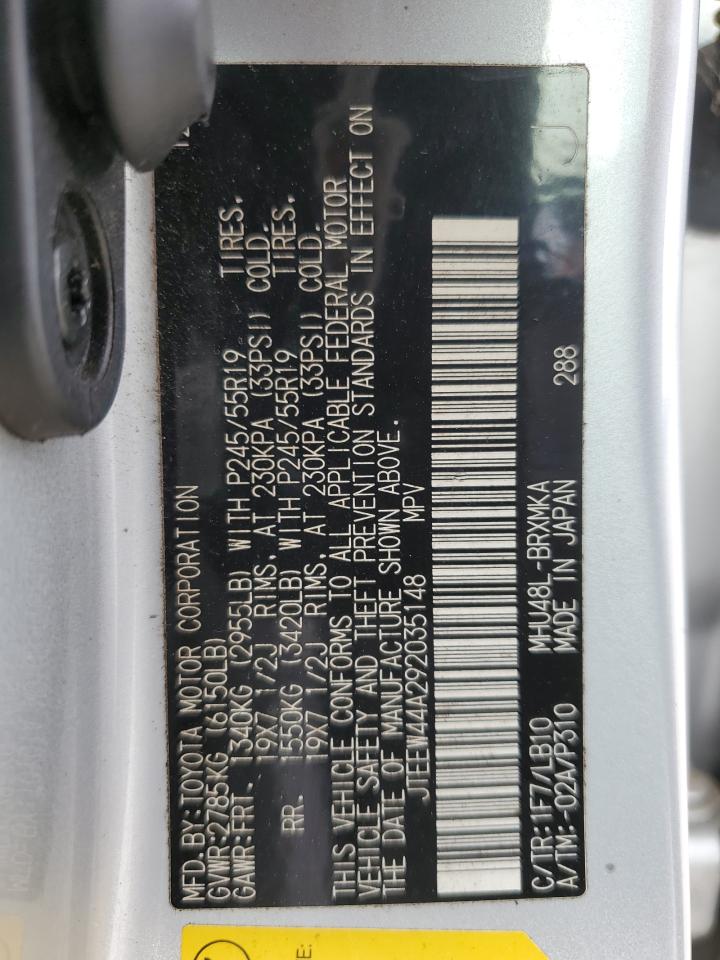 MFD.BY:TOYOTA MOTOR CORPORATION 12
GVWR:2785KG (6150LB)
GAWR:FRT. 1340KG (2955LB) WITH P245/55R19 TIRES.
19X7 1/2J RIMS, AT 230KPA (33PSI) COLD.
RR. 1550KG (3420LB) WITH P245/55R19 TIRES.
19X7 1/2J RIMS, AT 230KPA (33PSI) COLD.
THIS VEHICLE CONFORMS TO ALL APPLICABLE FEDERAL MOTOR
VEHICLE SAFETY AND THEFT PREVENTION STANDARDS IN EFFECT ON
THE DATE OF MANUFACTURE SHOWN ABOVE.
JTEEW44A292035148 MPV
C/TR:1F7/LB10 MHU48L-BRXMKA
A/TM:-02A/P310 MADE IN JAPAN 288
E: